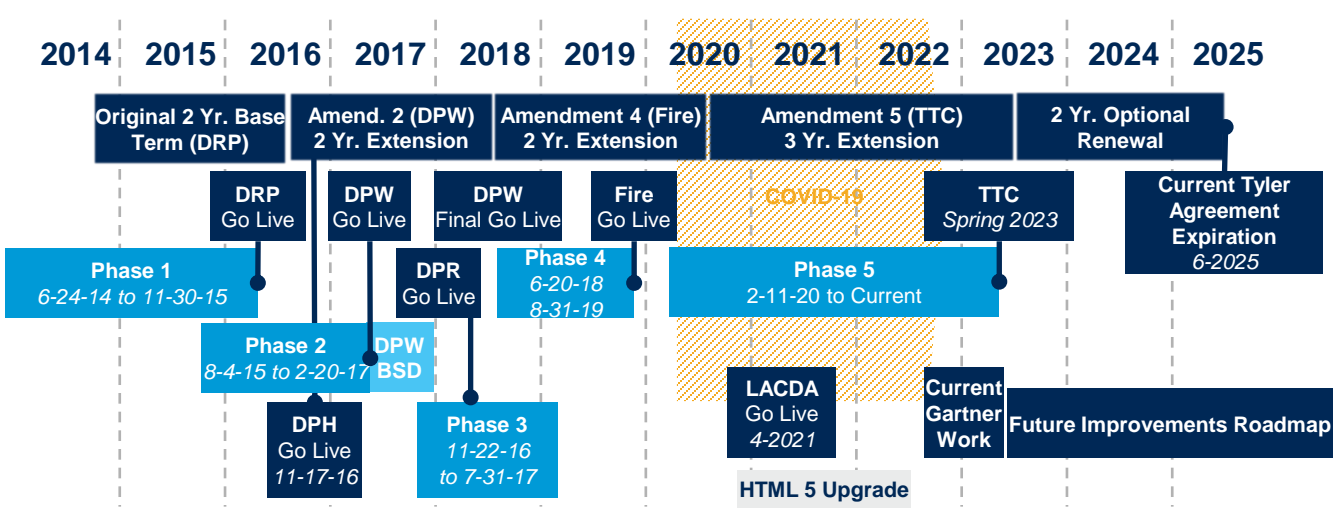 2014 2015 2016 2017 2018 2019 2020 2021 2022 2023 2024 2025
Original 2 Yr. Base
Term (DRP)
Amend. 2 (DPW)
2 Yr. Extension
Amendment 4 (Fire)
2 Yr. Extension
Amendment 5 (TTC)
3 Yr. Extension
2 Yr. Optional
Renewal
DRP
Go Live
DPW
Go Live
DPW
Final Go Live
Fire
Go Live
COVID-19
TTC
Spring 2023
Current Tyler
Agreement
Expiration
6-2025
Phase 1
6-24-14 to 11-30-15
DPR
Go Live
Phase 4
6-20-18
8-31-19
Phase 5
2-11-20 to Current
Phase 2
8-4-15 to 2-20-17
DPW
BSD
DPH
Go Live
11-17-16
Phase 3
11-22-16
to 7-31-17
LACDA
Go Live
4-2021
Current
Gartner
Work
Future Improvements Roadmap
HTML 5 Upgrade